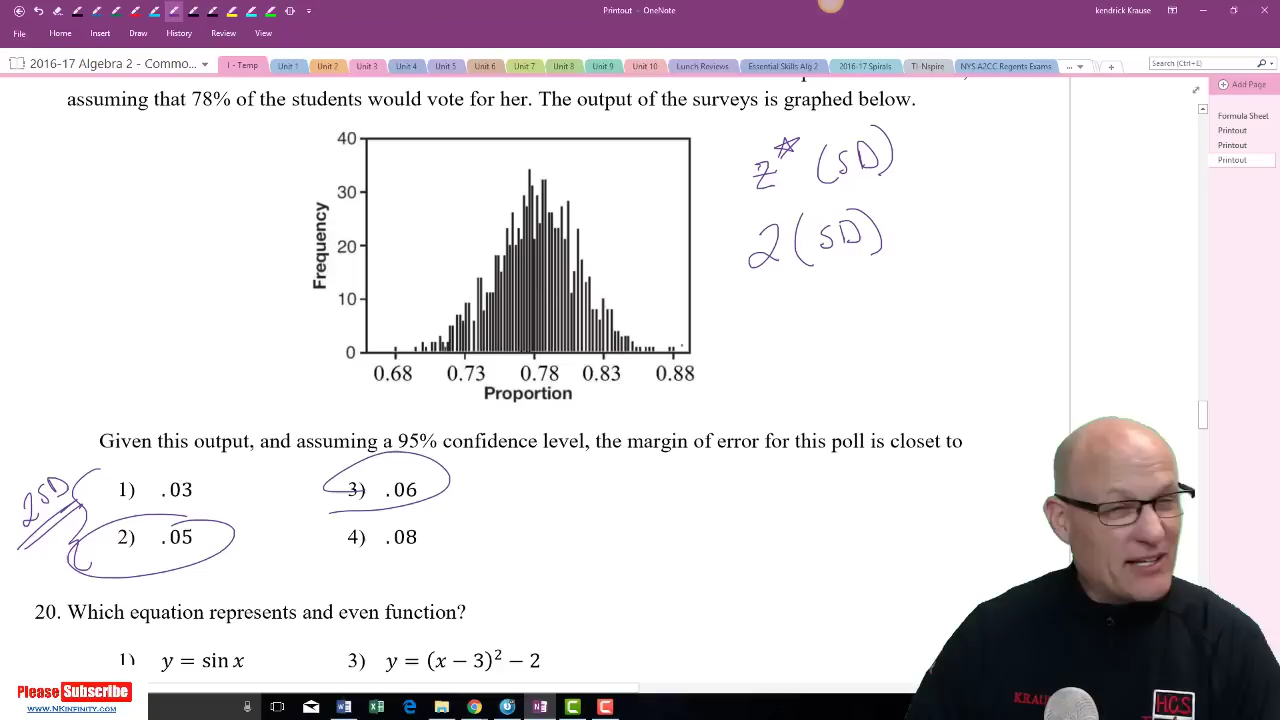 Printout - OneNote
kendrick Krause
File Home Insert Draw History Review View
2016-17 Algebra 2 - Commo...
I - Temp Unit 1 Unit 2 Unit 3 Unit 4 Unit 5 Unit 6 Unit 7 Unit 8 Unit 9 Unit 10 Lunch Reviews Essential Skills Alg 2 2016-17 Spirals TI-Nspire NYS A2CC Regents Exams ...
Search (Ctrl+E)
Add Page
Formula Sheet
Printout
Printout
Printout
assuming that 78% of the students would vote for her. The output of the surveys is graphed below.
40
30
20
10
0
Frequency
0.68 0.73 0.78 0.83 0.88
Proportion
z* (SD)
2 (SD)
Given this output, and assuming a 95% confidence level, the margin of error for this poll is closet to
2SD
1) .03 3) .06
2) .05 4) .08
20. Which equation represents and even function?
1) y = sin x 3) y = (x − 3)² − 2
Please Subscribe
www.NKinfinity.com
HCS